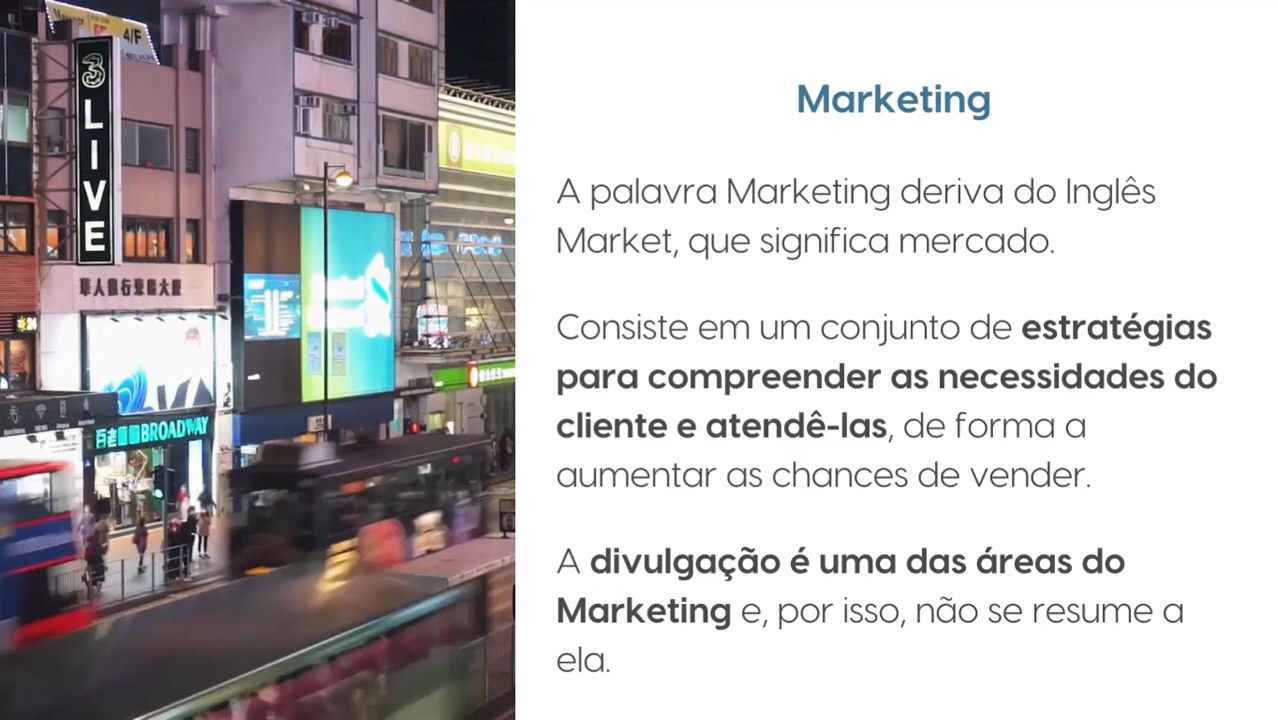 4/F
3
LIVE
BROADWAY
Marketing
A palavra Marketing deriva do Inglês
Market, que significa mercado.
Consiste em um conjunto de estratégias
para compreender as necessidades do
cliente e atendê-las, de forma a
aumentar as chances de vender.
A divulgação é uma das áreas do
Marketing e, por isso, não se resume a
ela.